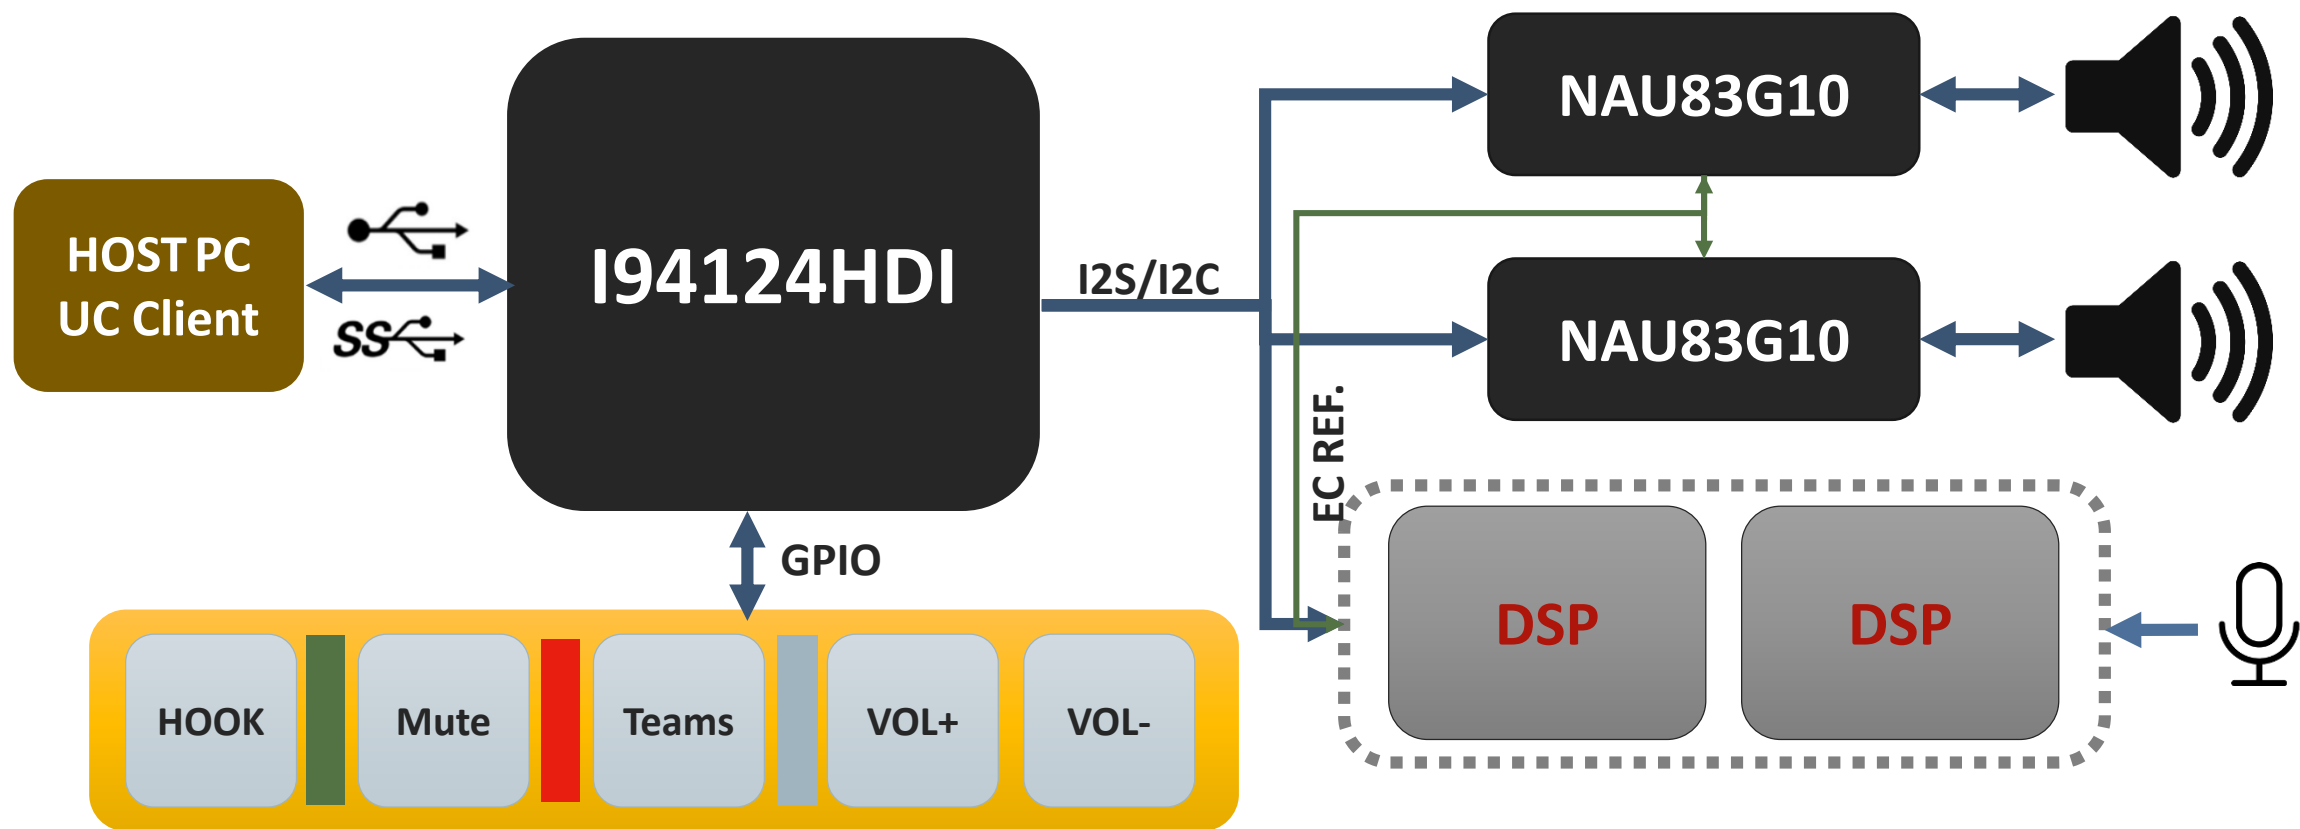 HOST PC
UC Client
SS
I94124HDI
I2S/I2C
NAU83G10
NAU83G10
EC REF.
GPIO
DSP
DSP
HOOK
Mute
Teams
VOL+
VOL-